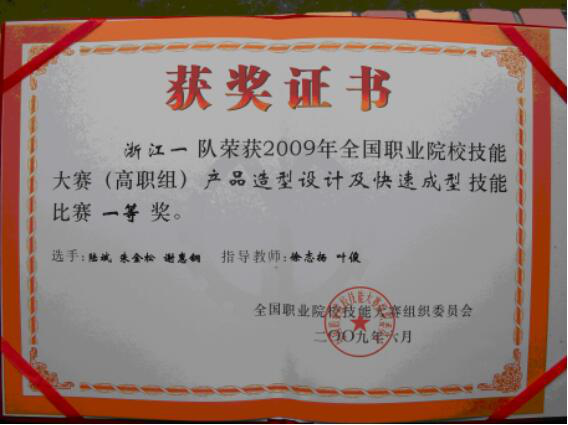 获奖证书
浙江一 队荣获2009年全国职业院校技能
大赛（高职组）产品造型设计及快速成型 技能
比赛 一等 奖。
选手：陆斌 朱金松 谢惠钢 指导教师：徐志扬 叶俊
全国职业院校技能大赛组织委员会
二〇〇九年六月